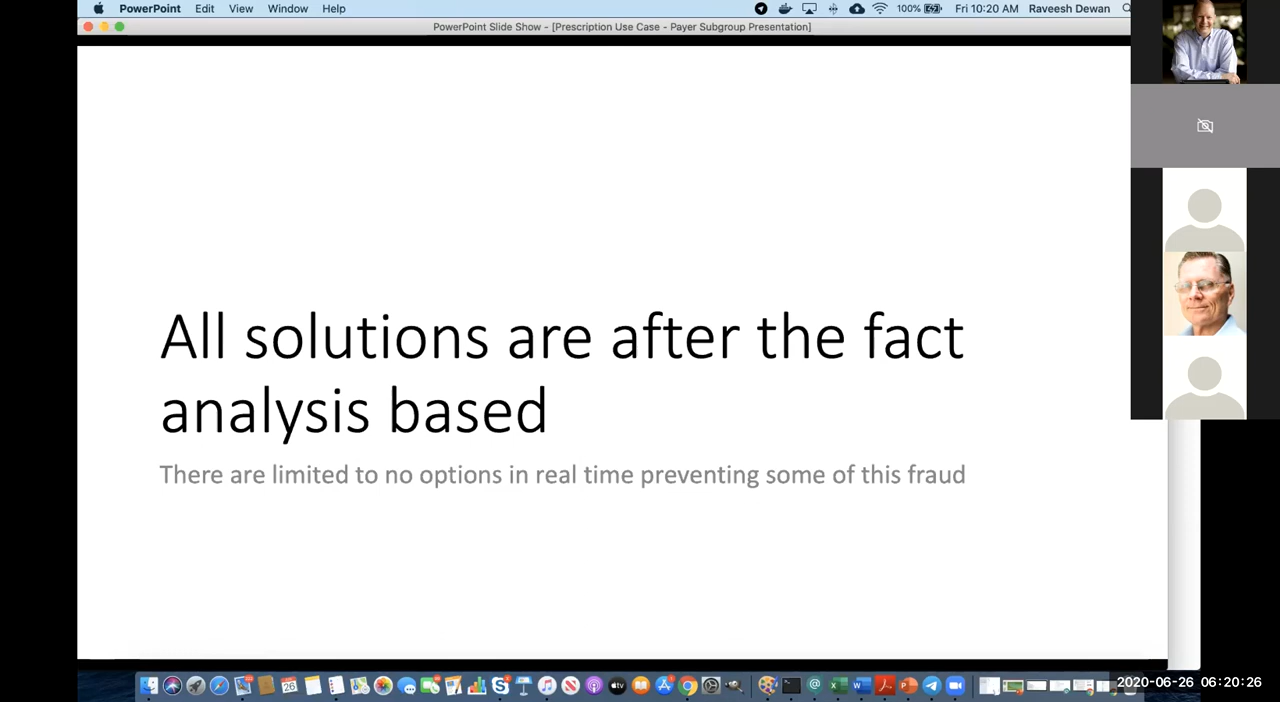 PowerPoint Edit View Window Help 100% Fri 10:20 AM Raveesh Dewan
PowerPoint Slide Show - [Prescription Use Case - Payer Subgroup Presentation]
All solutions are after the fact
analysis based
There are limited to no options in real time preventing some of this fraud
2020-06-26 06:20:26